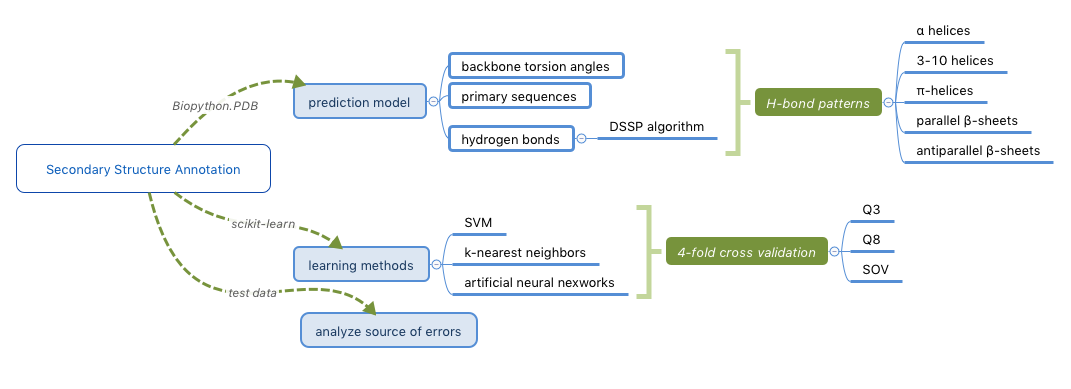 Secondary Structure Annotation
Biopython.PDB
prediction model
backbone torsion angles
primary sequences
hydrogen bonds
DSSP algorithm
H-bond patterns
α helices
3-10 helices
π-helices
parallel β-sheets
antiparallel β-sheets
scikit-learn
learning methods
SVM
k-nearest neighbors
artificial neural nexworks
4-fold cross validation
Q3
Q8
SOV
test data
analyze source of errors